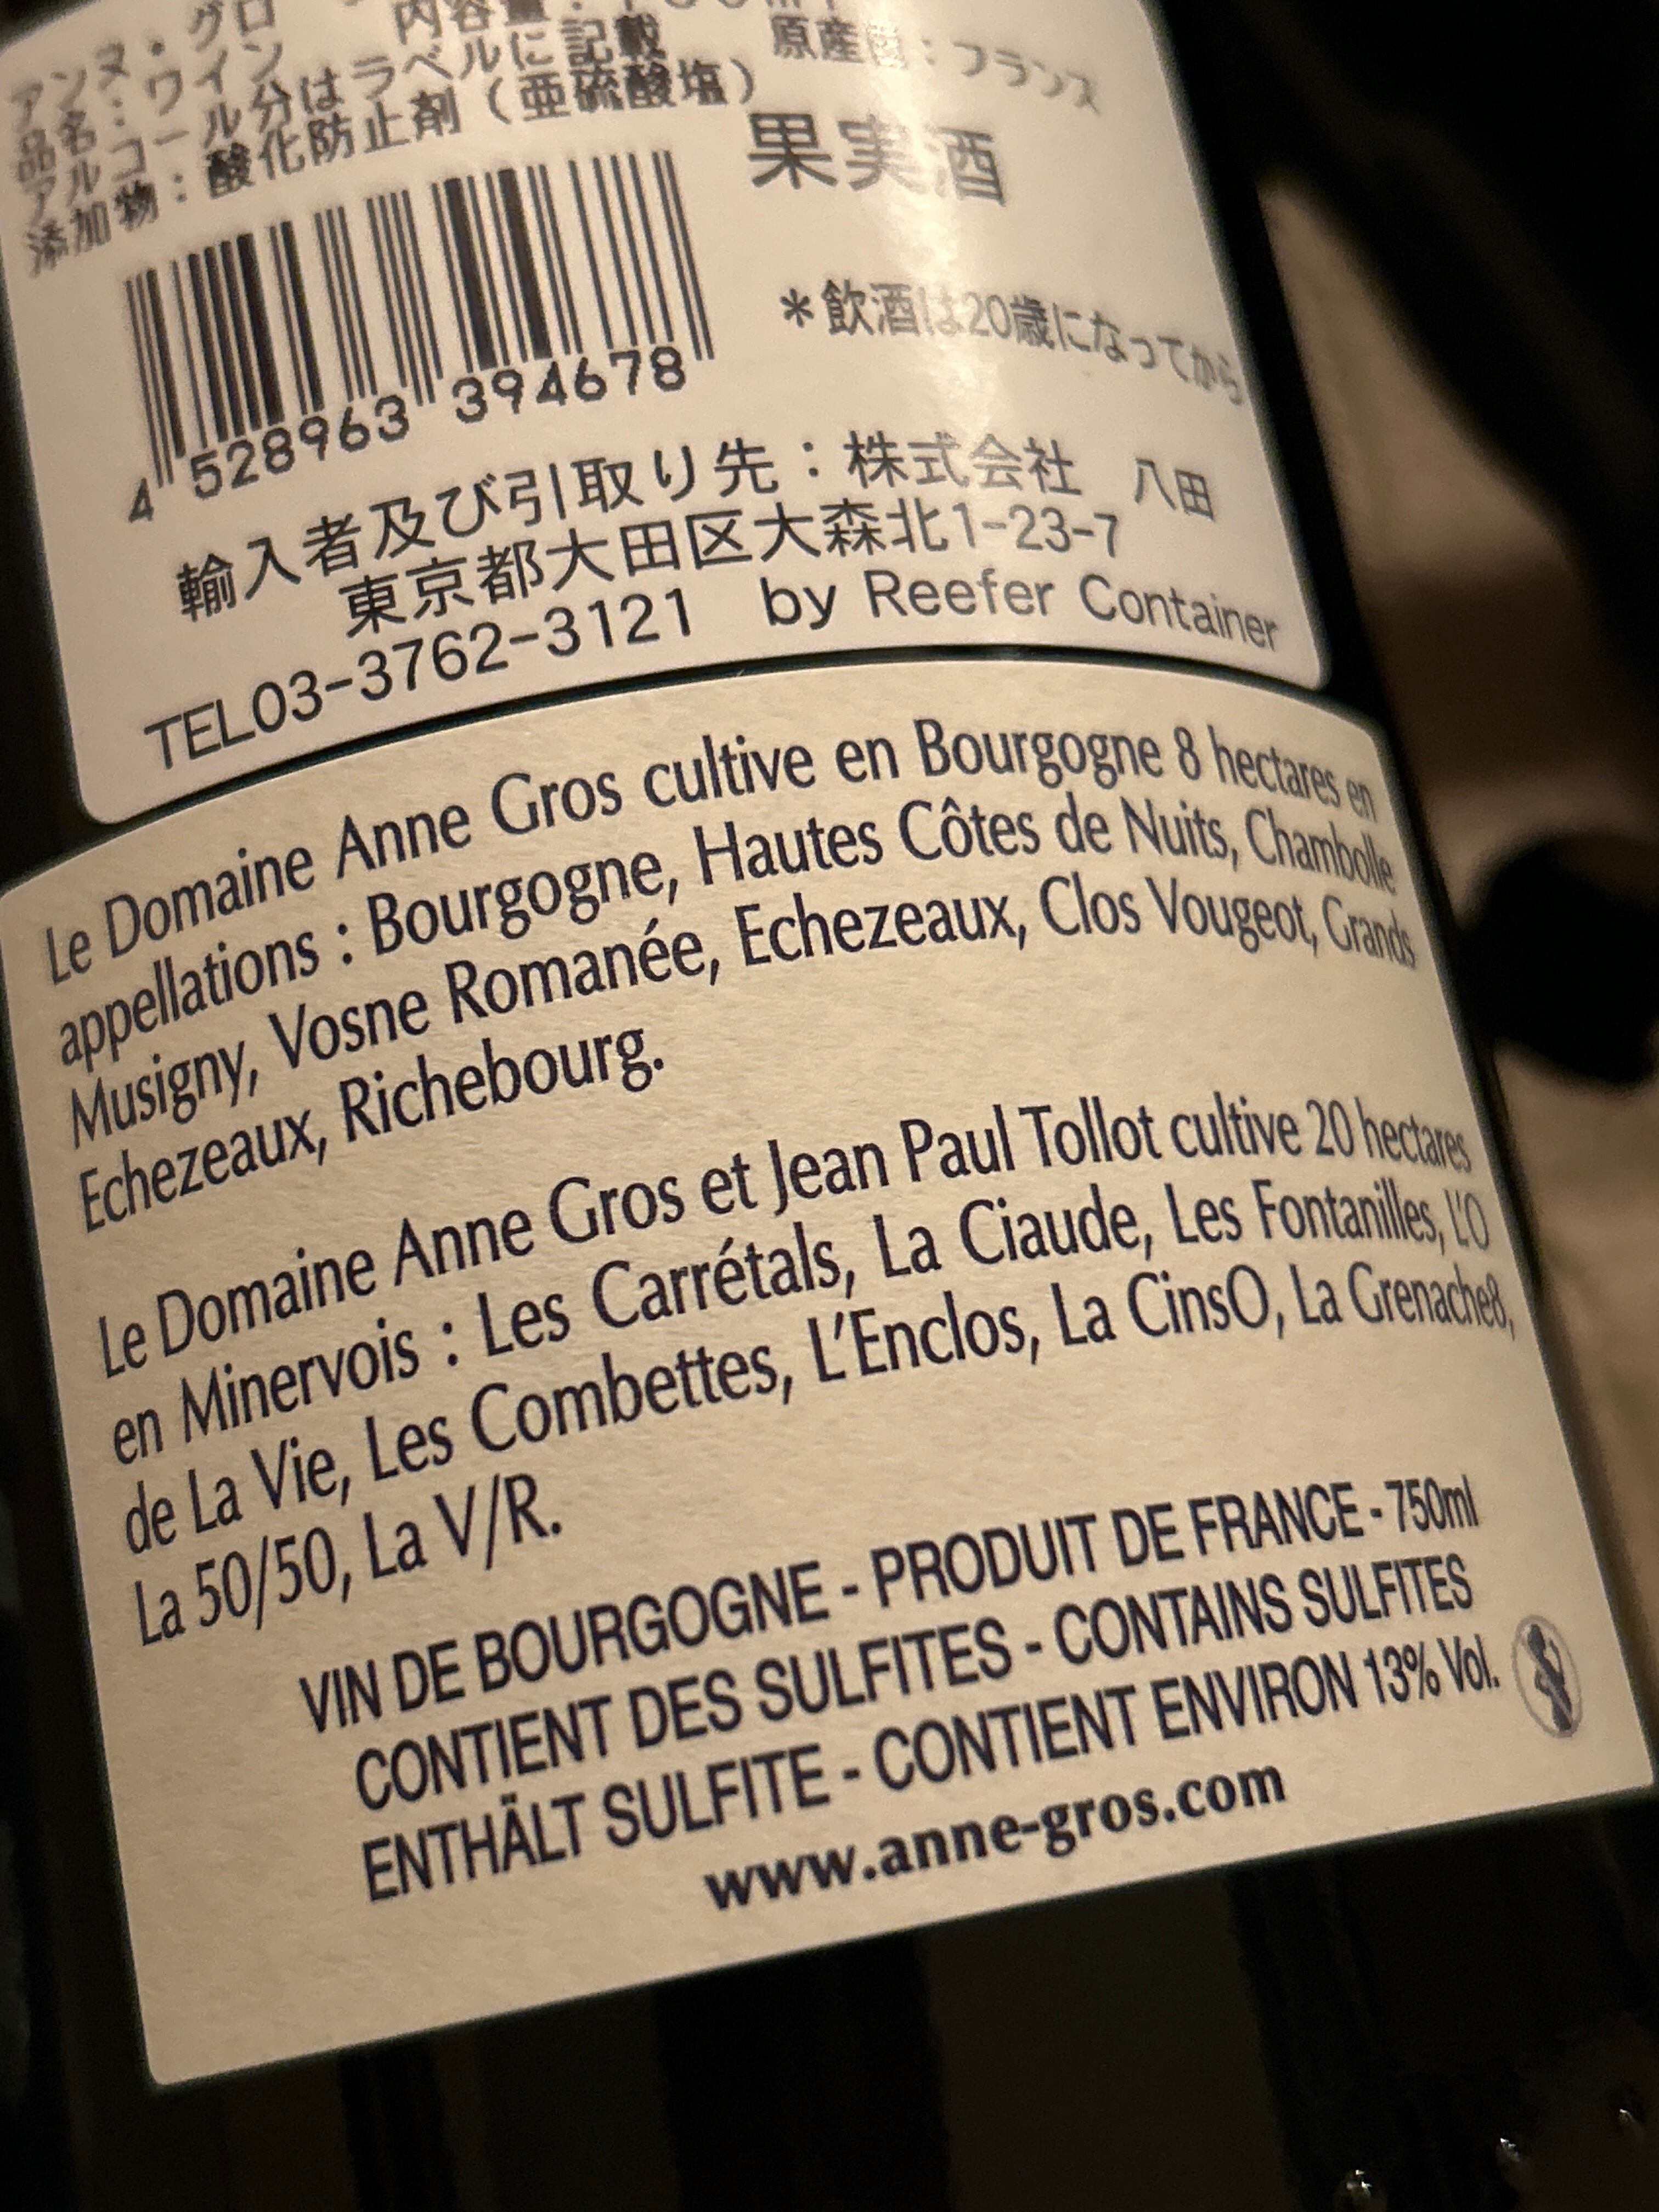 アンヌ・グロ
品名：ワイン 内容量：
アルコール分はラベルに記載 原産国：フランス
添加物：酸化防止剤（亜硫酸塩）
果実酒
4 528963 394678
＊飲酒は20歳になってから
輸入者及び引取り先：株式会社 八田
東京都大田区大森北1-23-7
TEL03-3762-3121 by Reefer Container
Le Domaine Anne Gros cultive en Bourgogne 8 hectares en
appellations : Bourgogne, Hautes Côtes de Nuits, Chambolle
Musigny, Vosne Romanée, Echezeaux, Clos Vougeot, Grands
Echezeaux, Richebourg.
Le Domaine Anne Gros et Jean Paul Tollot cultive 20 hectares
en Minervois : Les Carrétals, La Ciaude, Les Fontanilles, L'O
de La Vie, Les Combettes, L'Enclos, La CinsO, La Grenache8,
La 50/50, La V/R.
VIN DE BOURGOGNE - PRODUIT DE FRANCE - 750ml
CONTIENT DES SULFITES - CONTAINS SULFITES
ENTHÄLT SULFITE - CONTIENT ENVIRON 13% Vol.
www.anne-gros.com